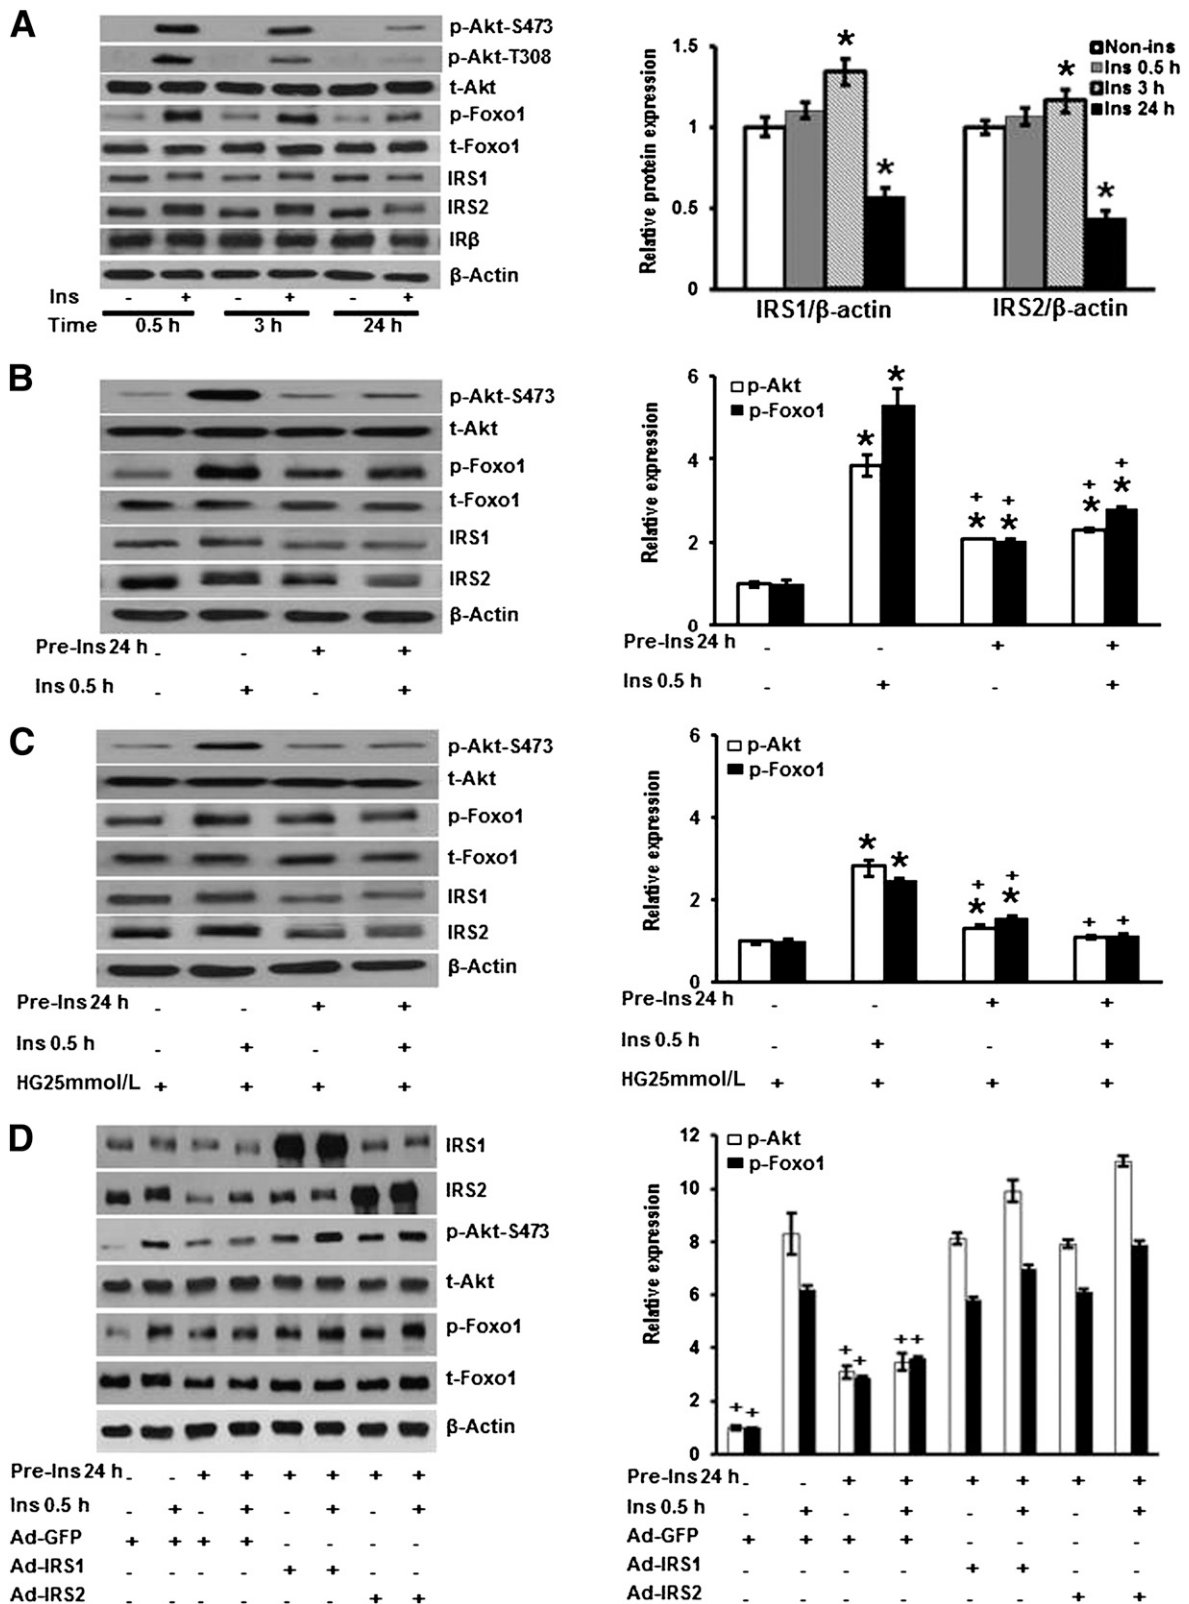 A
p-Akt-S473
p-Akt-T308
t-Akt
p-Foxo1
t-Foxo1
IRS1
IRS2
IRβ
β-Actin
Ins - + - + - +
Time 0.5 h 3 h 24 h
Relative protein expression
1.5
1
0.5
0
Non-ins
Ins 0.5 h
Ins 3 h
Ins 24 h
* * * *
IRS1/β-actin IRS2/β-actin
B
p-Akt-S473
t-Akt
p-Foxo1
t-Foxo1
IRS1
IRS2
β-Actin
Pre-Ins 24 h - - + +
Ins 0.5 h - + - +
Relative expression
6
4
2
0
p-Akt
p-Foxo1
* * + * + * + * + *
Pre-Ins 24 h - - + +
Ins 0.5 h - + - +
C
p-Akt-S473
t-Akt
p-Foxo1
t-Foxo1
IRS1
IRS2
β-Actin
Pre-Ins 24 h - - + +
Ins 0.5 h - + - +
HG25mmol/L + + + +
Relative expression
6
4
2
0
p-Akt
p-Foxo1
* * + * + * + +
Pre-Ins 24 h - - + +
Ins 0.5 h - + - +
HG25mmol/L + + + +
D
IRS1
IRS2
p-Akt-S473
t-Akt
p-Foxo1
t-Foxo1
β-Actin
Pre-Ins 24 h - - + + + + + +
Ins 0.5 h - + - + - + - +
Ad-GFP + + + + - - - -
Ad-IRS1 - - - - + + - -
Ad-IRS2 - - - - - - + +
Relative expression
12
10
8
6
4
2
0
p-Akt
p-Foxo1
+ + + + + +
Pre-Ins 24 h - - + + + + + +
Ins 0.5 h - + - + - + - +
Ad-GFP + + + + - - - -
Ad-IRS1 - - - - + + - -
Ad-IRS2 - - - - - - + +